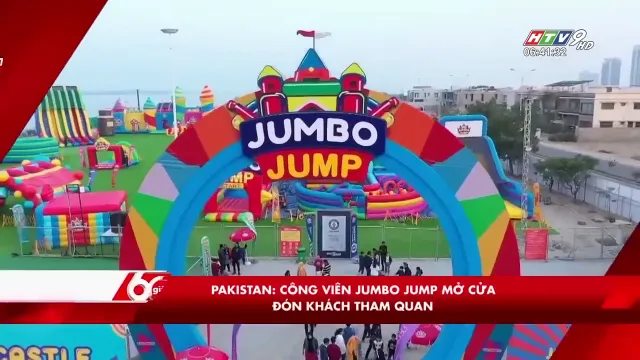 HTV9 HD
06:41:32
JUMBO
JUMP
60 giây
PAKISTAN: CÔNG VIÊN JUMBO JUMP MỞ CỬA
ĐÓN KHÁCH THAM QUAN
CASTLE